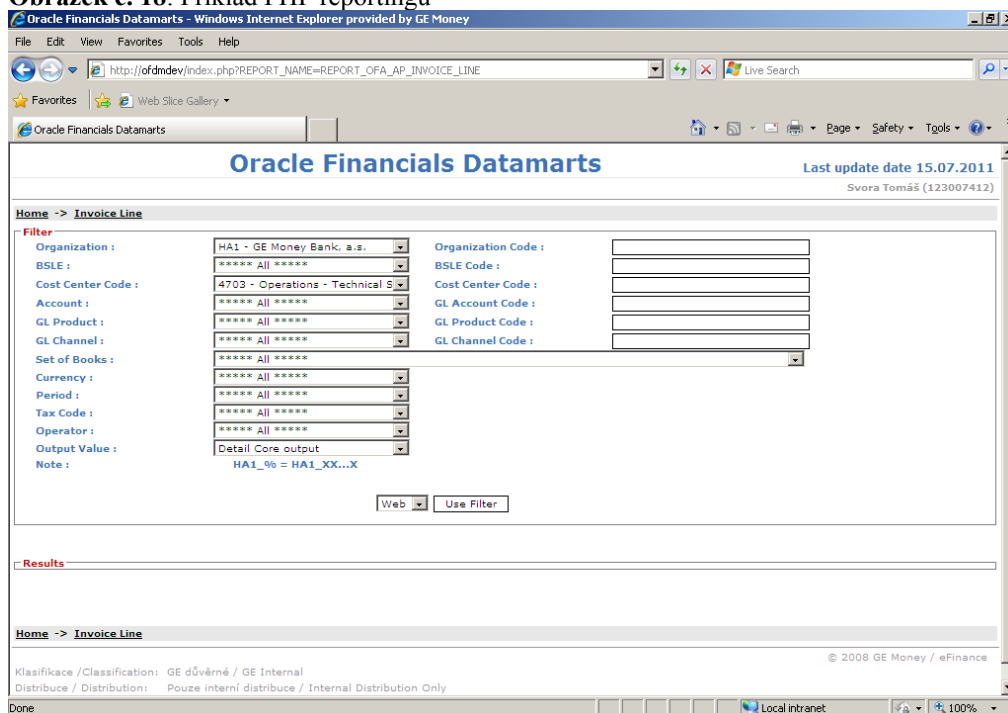 Obrázek č. 18: Příklad PHP reportingu
Oracle Financials Datamarts - Windows Internet Explorer provided by GE Money
File Edit View Favorites Tools Help
http://ofdmdev/index.php?REPORT_NAME=REPORT_OFA_AP_INVOICE_LINE Live Search
Favorites Web Slice Gallery
Oracle Financials Datamarts Page Safety Tools
Oracle Financials Datamarts
Last update date 15.07.2011
Svora Tomáš (123007412)
Home -> Invoice Line
Filter
Organization : HA1 - GE Money Bank, a.s. Organization Code :
BSLE : ***** All ***** BSLE Code :
Cost Center Code : 4703 - Operations - Technical S Cost Center Code :
Account : ***** All ***** GL Account Code :
GL Product : ***** All ***** GL Product Code :
GL Channel : ***** All ***** GL Channel Code :
Set of Books : ***** All *****
Currency : ***** All *****
Period : ***** All *****
Tax Code : ***** All *****
Operator : ***** All *****
Output Value : Detail Core output
Note : HA1_% = HA1_XX...X
Web Use Filter
Results
Home -> Invoice Line
© 2008 GE Money / eFinance
Klasifikace /Classification: GE důvěrné / GE Internal
Distribuce / Distribution: Pouze interní distribuce / Internal Distribution Only
Done Local intranet 100%